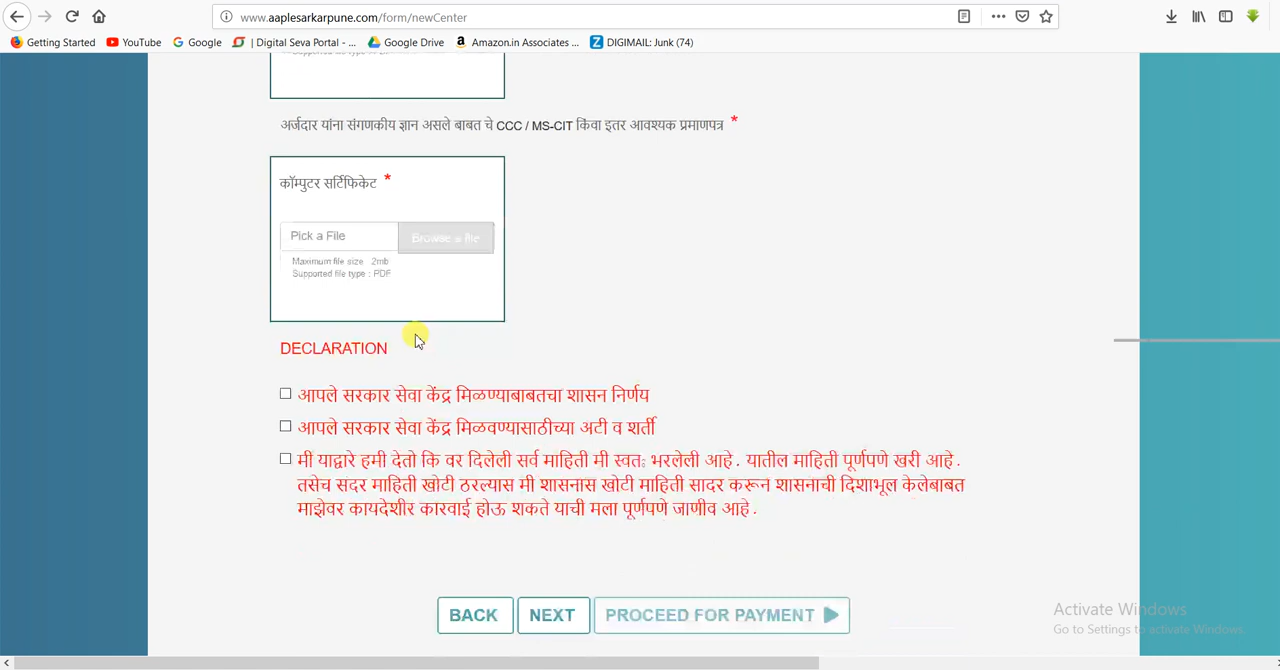 www.aaplesarkarpune.com/form/newCenter
Getting Started YouTube Google | Digital Seva Portal - ... Google Drive Amazon.in Associates ... DIGIMAIL: Junk (74)
अर्जदार यांना संगणकीय ज्ञान असले बाबत चे CCC / MS-CIT किंवा इतर आवश्यक प्रमाणपत्र *
कॉम्पुटर सर्टिफिकेट *
Pick a File Browse a file
Maximum file size 2mb
Supported file type : PDF
DECLARATION
आपले सरकार सेवा केंद्र मिळण्याबाबतचा शासन निर्णय
आपले सरकार सेवा केंद्र मिळवण्यासाठीच्या अटी व शर्ती
मी याद्वारे हमी देतो कि वर दिलेली सर्व माहिती मी स्वतः भरलेली आहे. यातील माहिती पूर्णपणे खरी आहे.
तसेच सदर माहिती खोटी ठरल्यास मी शासनास खोटी माहिती सादर करून शासनाची दिशाभूल केलेबाबत
माझेवर कायदेशीर कारवाई होऊ शकते याची मला पूर्णपणे जाणीव आहे.
BACK NEXT PROCEED FOR PAYMENT
Activate Windows
Go to Settings to activate Windows.